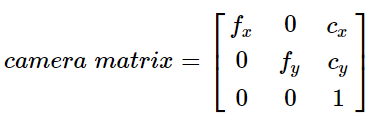 f_x 0 c_x
camera matrix = 0 f_y c_y
0 0 1